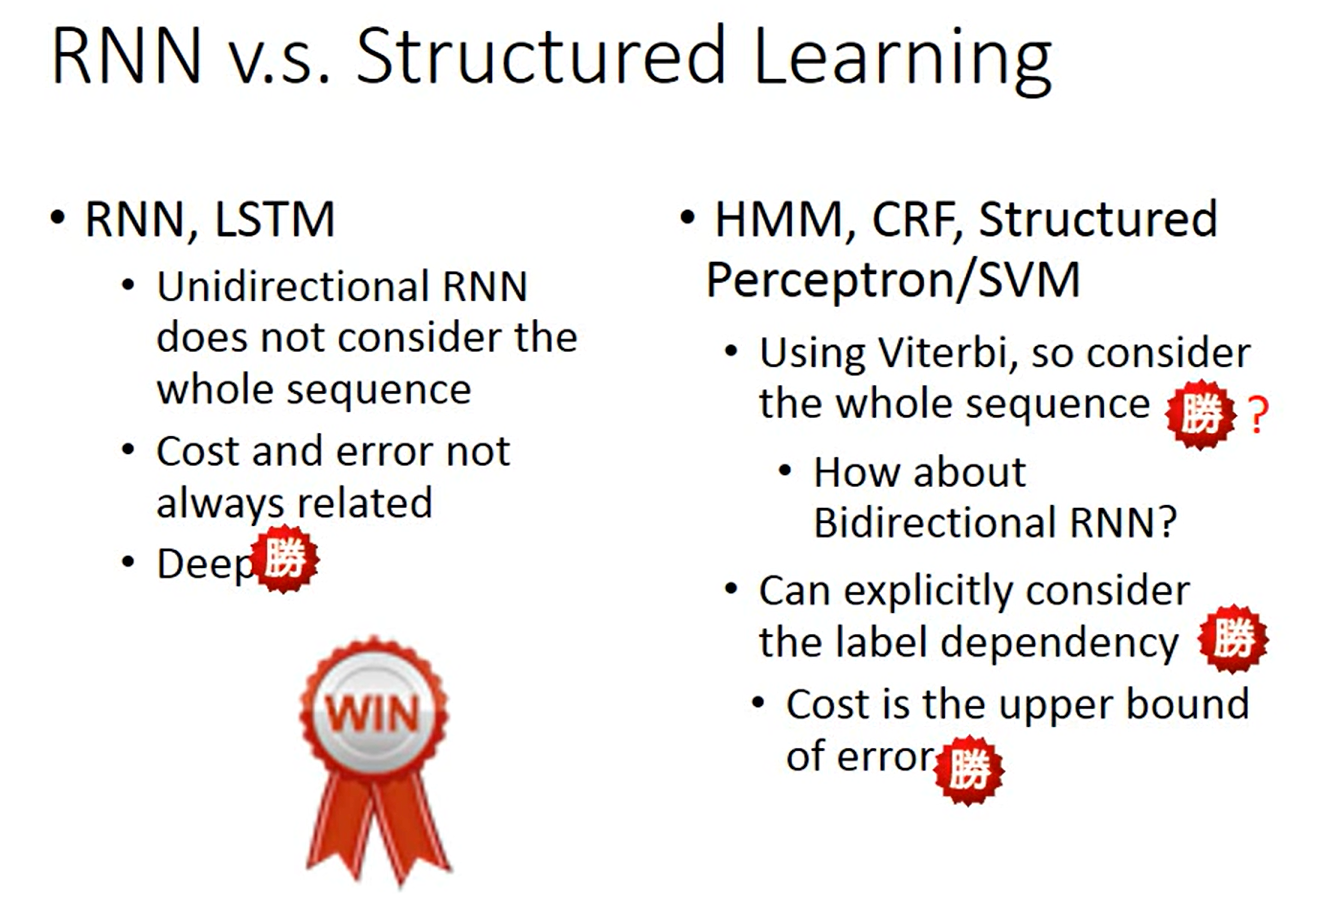 RNN v.s. Structured Learning
• RNN, LSTM
• Unidirectional RNN
does not consider the
whole sequence
• Cost and error not
always related
• Deep 勝
WIN
• HMM, CRF, Structured
Perceptron/SVM
• Using Viterbi, so consider
the whole sequence 勝 ?
• How about
Bidirectional RNN?
• Can explicitly consider
the label dependency 勝
• Cost is the upper bound
of error 勝